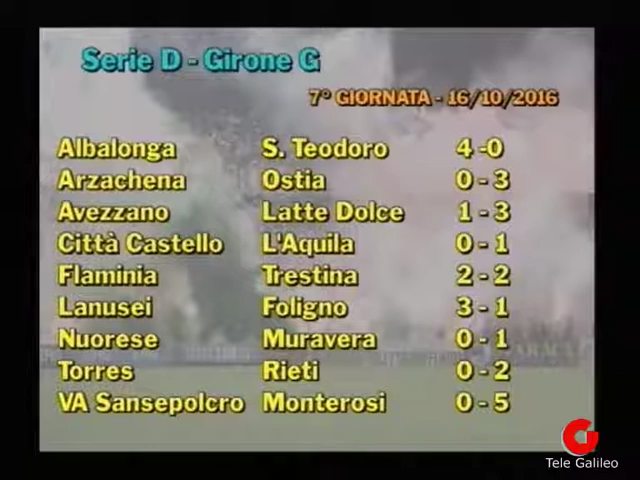 Serie D - Girone G
7° GIORNATA - 16/10/2016
Albalonga S. Teodoro 4 -0
Arzachena Ostia 0 - 3
Avezzano Latte Dolce 1 - 3
Città Castello L'Aquila 0 - 1
Flaminia Trestina 2 - 2
Lanusei Foligno 3 - 1
Nuorese Muravera 0 - 1
Torres Rieti 0 - 2
VA Sansepolcro Monterosi 0 - 5
Tele Galileo